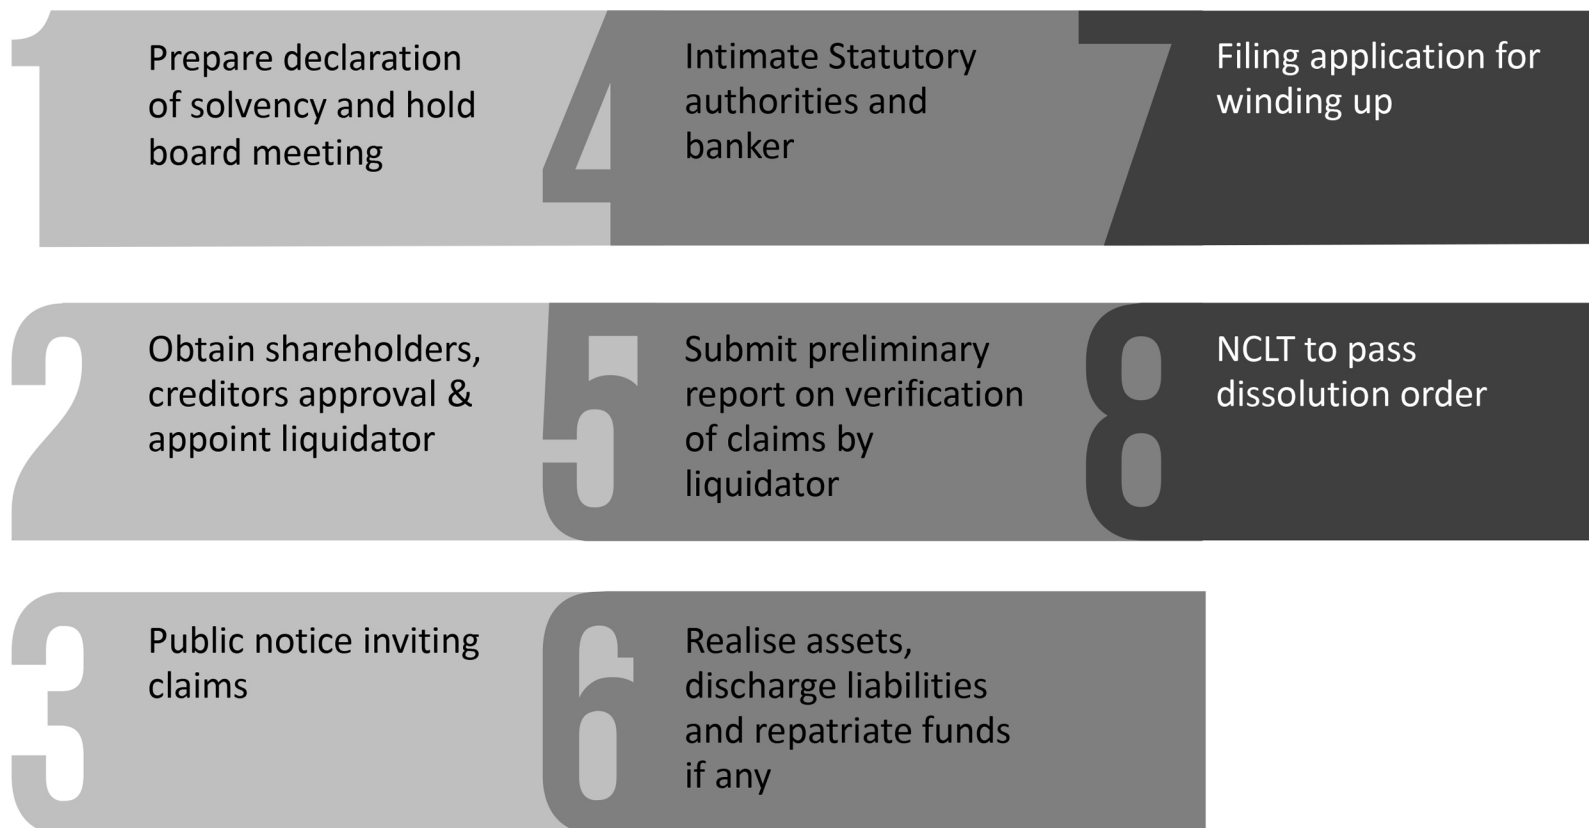 1
Prepare declaration
of solvency and hold
board meeting
2
Obtain shareholders,
creditors approval &
appoint liquidator
3
Public notice inviting
claims
4
Intimate Statutory
authorities and
banker
5
Submit preliminary
report on verification
of claims by
liquidator
6
Realise assets,
discharge liabilities
and repatriate funds
if any
7
Filing application for
winding up
8
NCLT to pass
dissolution order